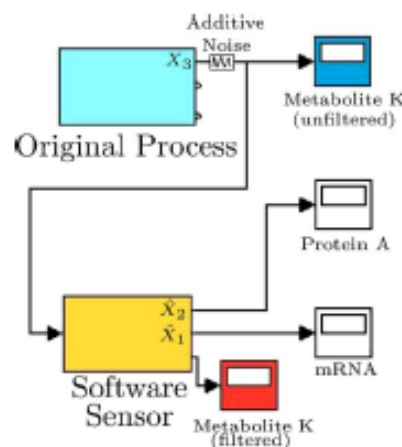 Additive
Noise
X3
Metabolite K
(unfiltered)
Original Process
Protein A
X̂2
X̂1
mRNA
Software
Sensor
Metabolite K
(filtered)